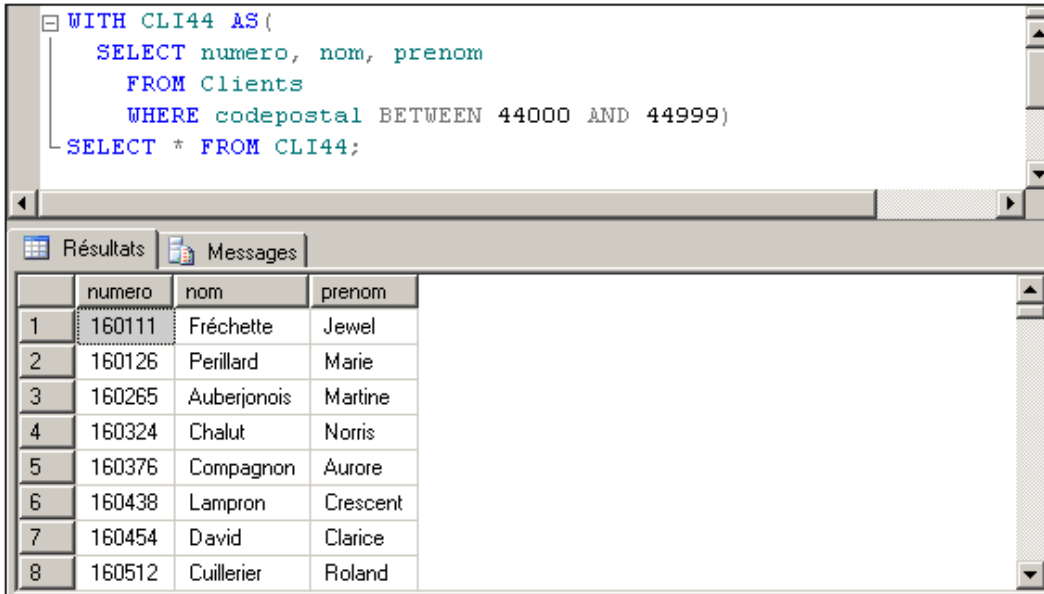 WITH CLI44 AS(
SELECT numero, nom, prenom
FROM Clients
WHERE codepostal BETWEEN 44000 AND 44999)
SELECT * FROM CLI44;
Résultats Messages
numero nom prenom
1 160111 Fréchette Jewel
2 160126 Perillard Marie
3 160265 Auberjonois Martine
4 160324 Chalut Norris
5 160376 Compagnon Aurore
6 160438 Lampron Crescent
7 160454 David Clarice
8 160512 Cuillerier Roland